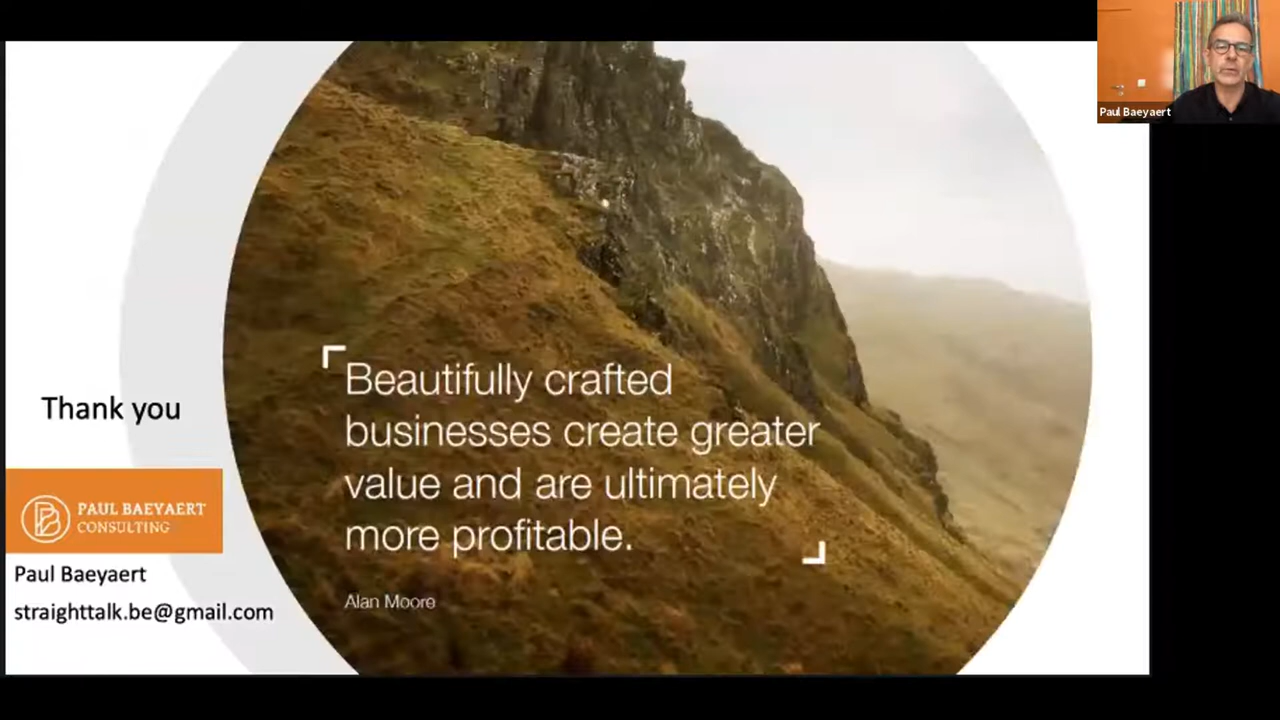 Paul Baeyaert
Beautifully crafted
businesses create greater
value and are ultimately
more profitable.
Alan Moore
Thank you
PB
PAUL BAEYAERT
CONSULTING
Paul Baeyaert
straighttalk.be@gmail.com